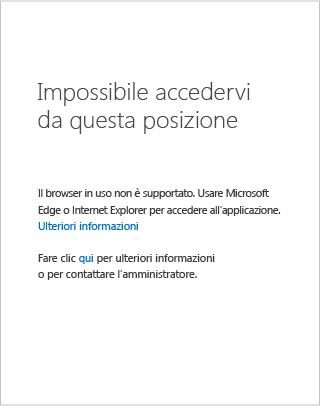 Impossibile accedervi
da questa posizione
Il browser in uso non è supportato. Usare Microsoft
Edge o Internet Explorer per accedere all'applicazione.
Ulteriori informazioni
Fare clic qui per ulteriori informazioni
o per contattare l'amministratore.